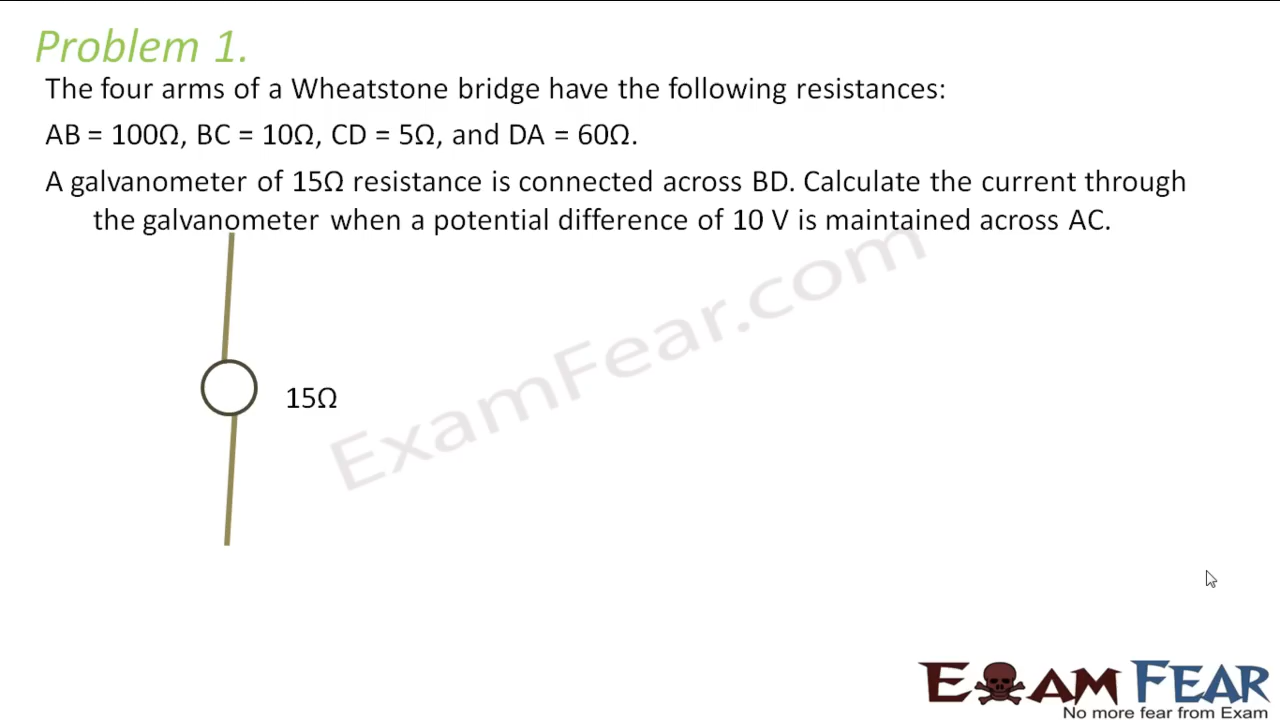 Problem 1.
The four arms of a Wheatstone bridge have the following resistances:
AB = 100Ω, BC = 10Ω, CD = 5Ω, and DA = 60Ω.
A galvanometer of 15Ω resistance is connected across BD. Calculate the current through
the galvanometer when a potential difference of 10 V is maintained across AC.
15Ω
ExamFear.com
EXAM FEAR
No more fear from Exam